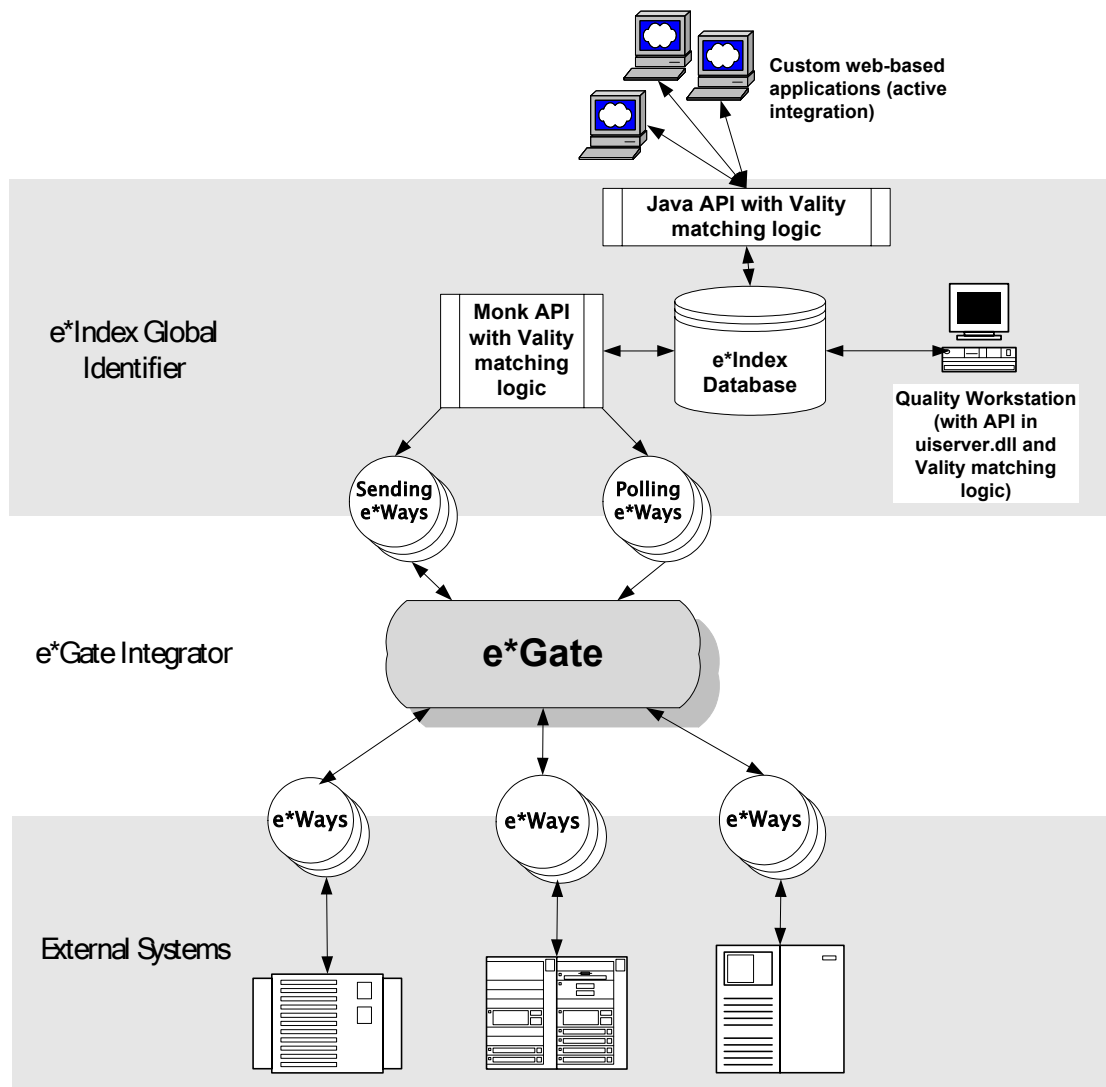 Custom web-based
applications (active
integration)
Java API with Vality
matching logic
e*Index Global
Identifier
Monk API
with Vality
matching
logic
e*Index
Database
Quality Workstation
(with API in
uiserver.dll and
Vality matching
logic)
Sending
e*Ways
Polling
e*Ways
e*Gate Integrator
e*Gate
e*Ways
e*Ways
e*Ways
External Systems